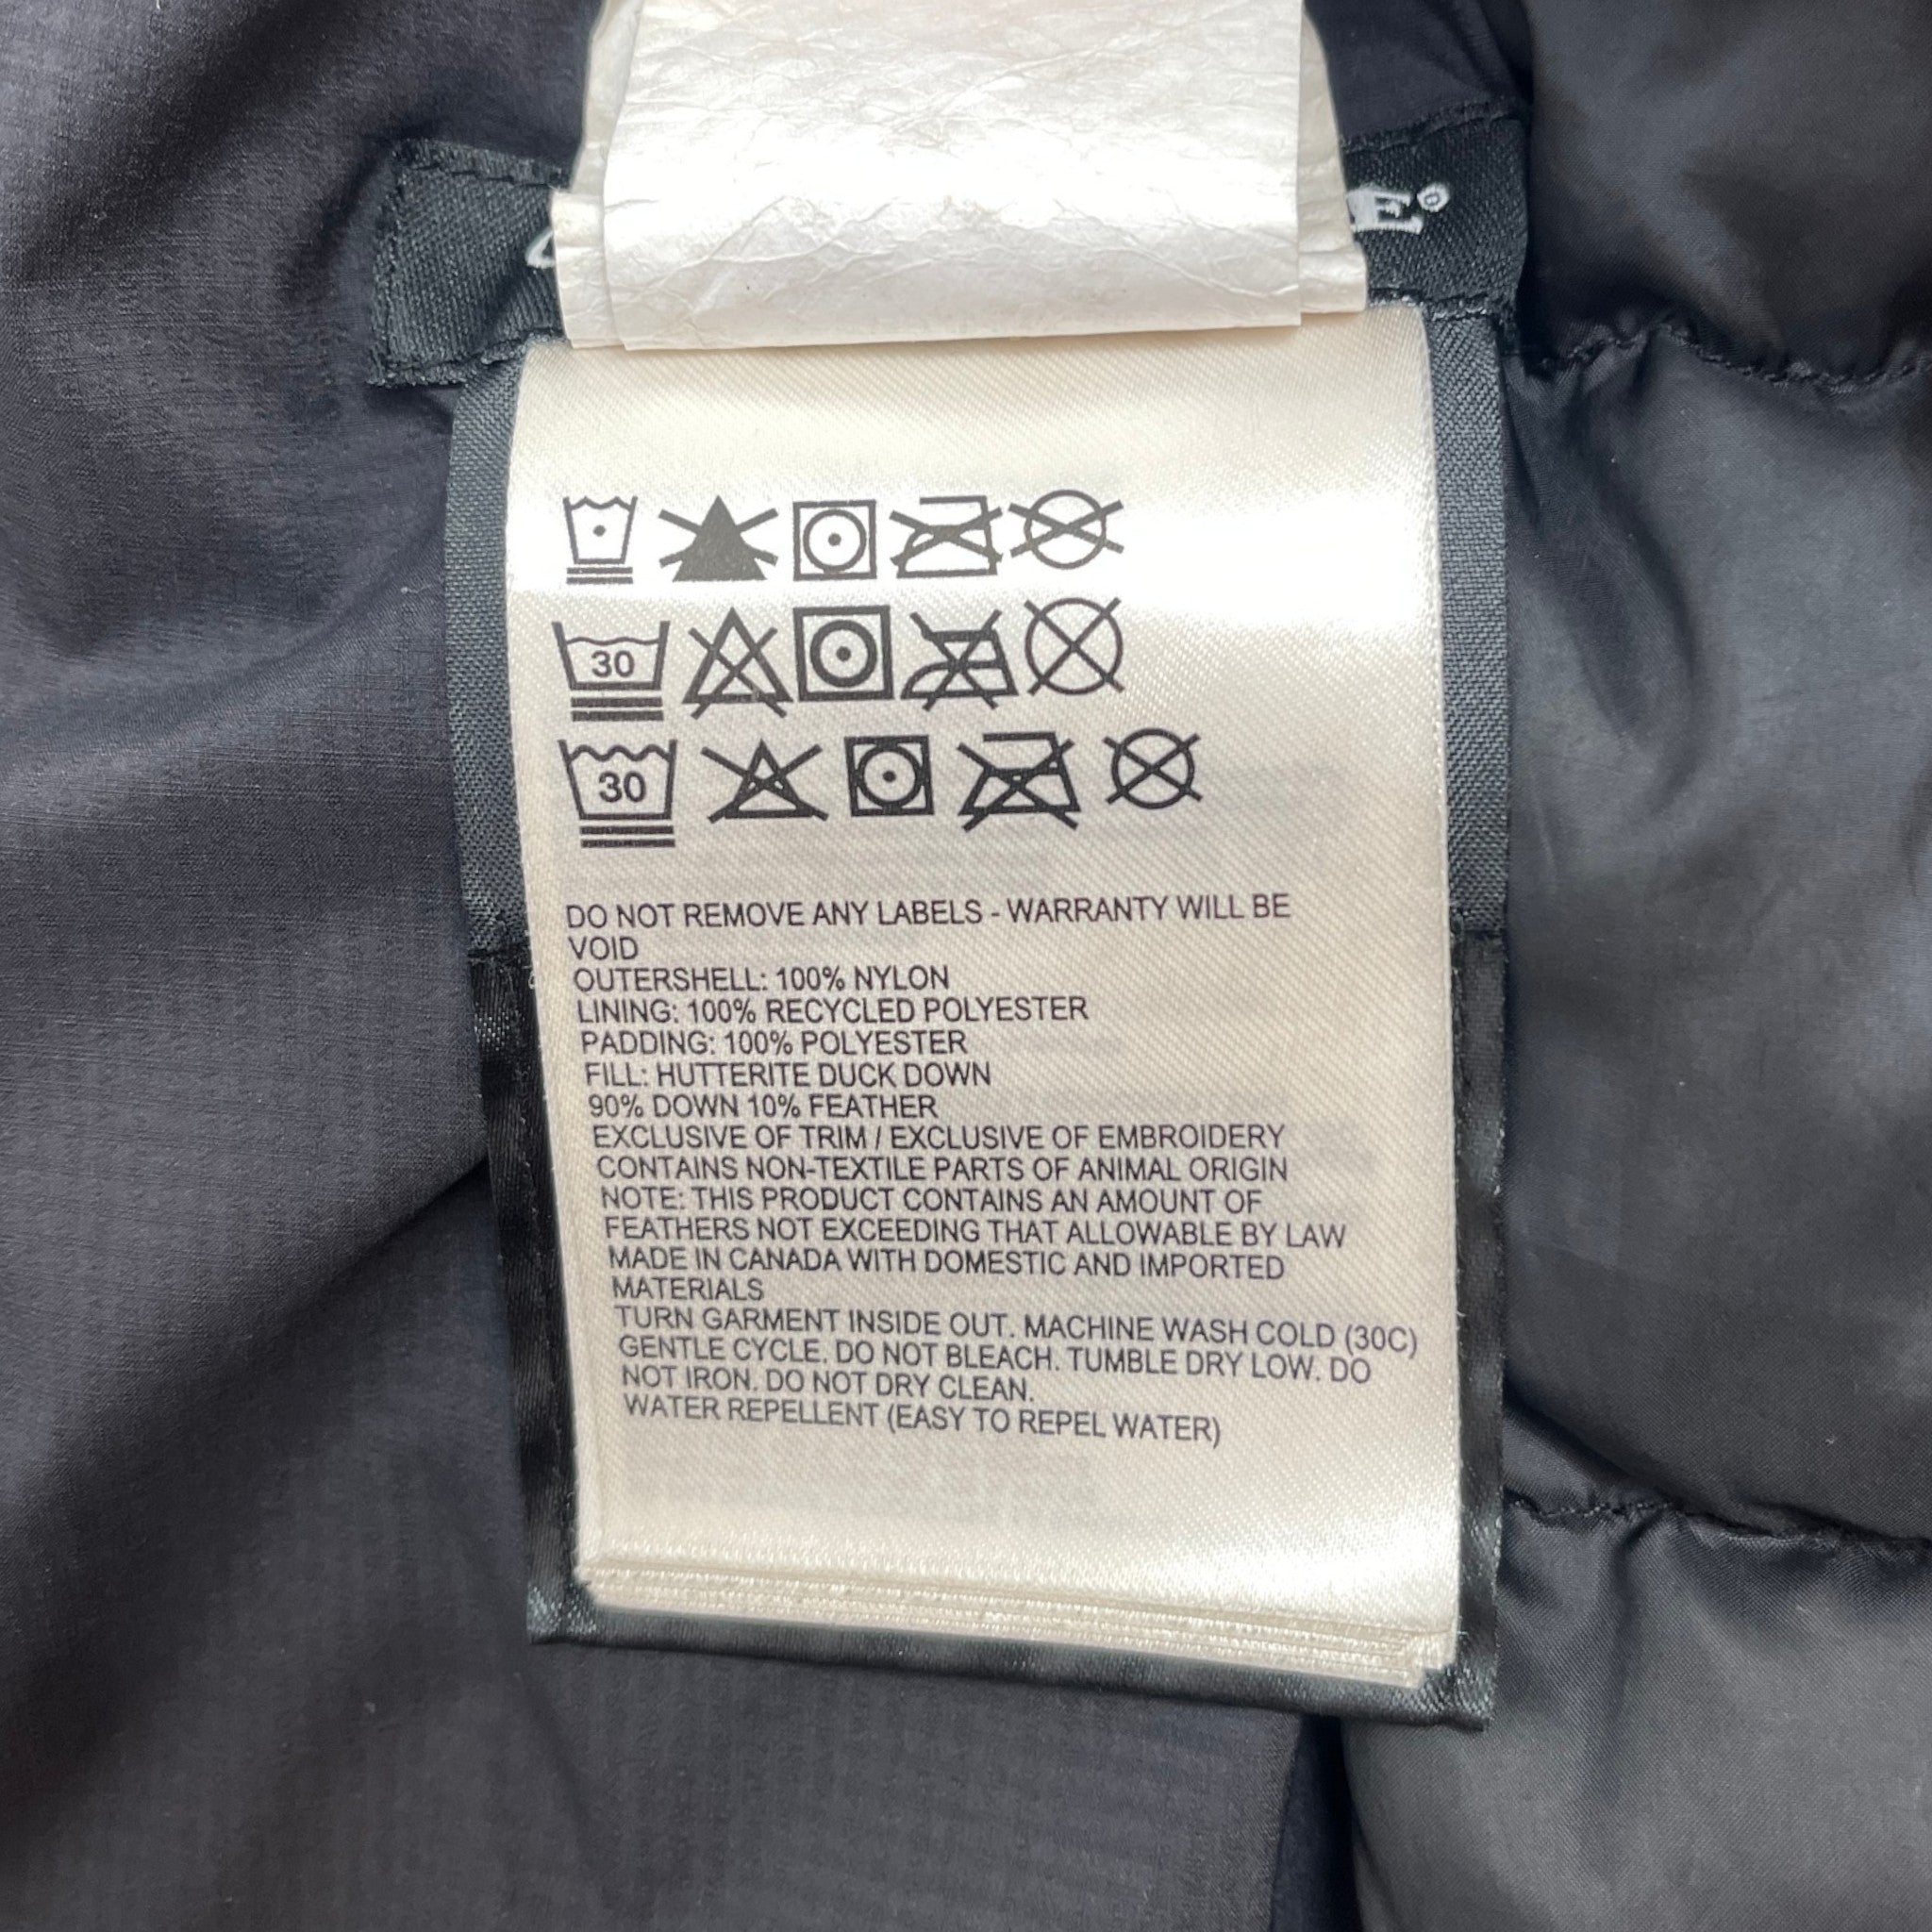 E®
30
30
DO NOT REMOVE ANY LABELS - WARRANTY WILL BE
VOID
OUTERSHELL: 100% NYLON
LINING: 100% RECYCLED POLYESTER
PADDING: 100% POLYESTER
FILL: HUTTERITE DUCK DOWN
90% DOWN 10% FEATHER
EXCLUSIVE OF TRIM / EXCLUSIVE OF EMBROIDERY
CONTAINS NON-TEXTILE PARTS OF ANIMAL ORIGIN
NOTE: THIS PRODUCT CONTAINS AN AMOUNT OF
FEATHERS NOT EXCEEDING THAT ALLOWABLE BY LAW
MADE IN CANADA WITH DOMESTIC AND IMPORTED
MATERIALS
TURN GARMENT INSIDE OUT. MACHINE WASH COLD (30C)
GENTLE CYCLE. DO NOT BLEACH. TUMBLE DRY LOW. DO
NOT IRON. DO NOT DRY CLEAN.
WATER REPELLENT (EASY TO REPEL WATER)